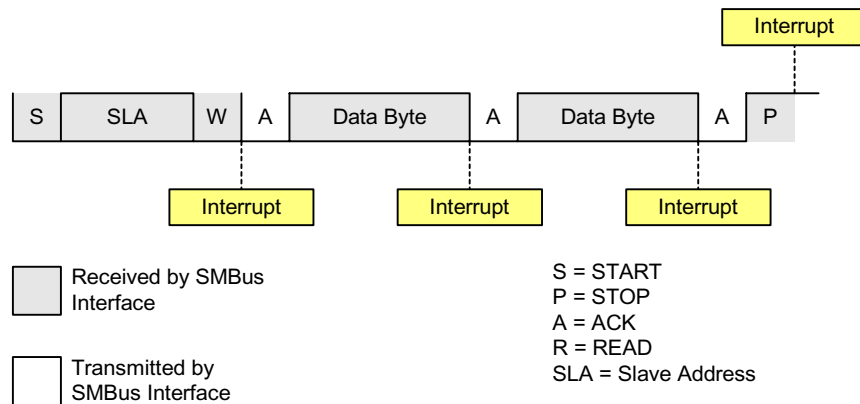 Interrupt
S SLA W A Data Byte A Data Byte A P
Interrupt Interrupt Interrupt
Received by SMBus
Interface
Transmitted by
SMBus Interface
S = START
P = STOP
A = ACK
R = READ
SLA = Slave Address